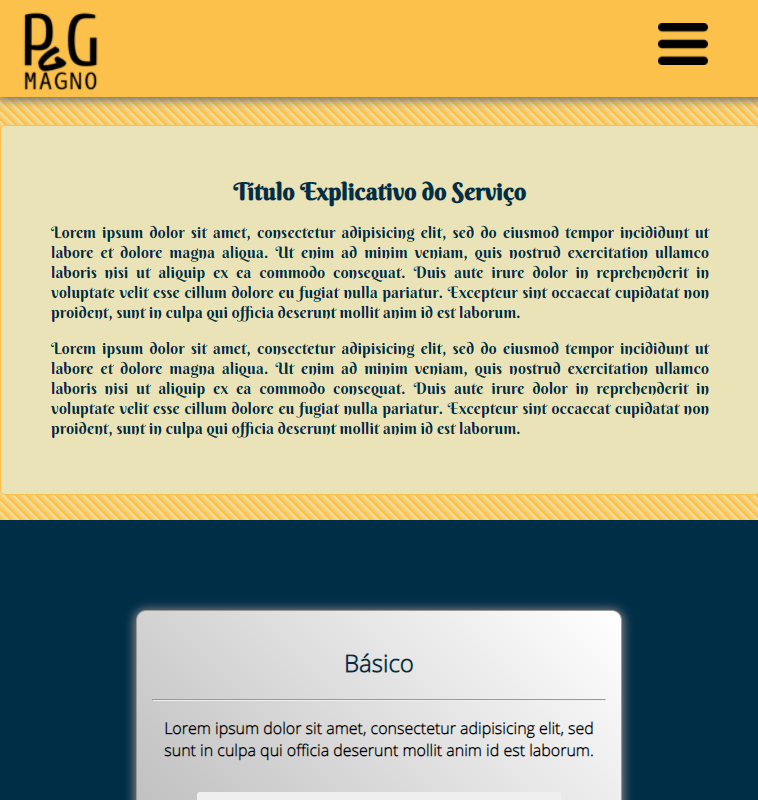 P&G
MAGNO
Título Explicativo do Serviço
Lorem ipsum dolor sit amet, consectetur adipisicing elit, sed do eiusmod tempor incididunt ut
labore et dolore magna aliqua. Ut enim ad minim veniam, quis nostrud exercitation ullamco
laboris nisi ut aliquip ex ea commodo consequat. Duis aute irure dolor in reprehenderit in
voluptate velit esse cillum dolore eu fugiat nulla pariatur. Excepteur sint occaecat cupidatat non
proident, sunt in culpa qui officia deserunt mollit anim id est laborum.
Lorem ipsum dolor sit amet, consectetur adipisicing elit, sed do eiusmod tempor incididunt ut
labore et dolore magna aliqua. Ut enim ad minim veniam, quis nostrud exercitation ullamco
laboris nisi ut aliquip ex ea commodo consequat. Duis aute irure dolor in reprehenderit in
voluptate velit esse cillum dolore eu fugiat nulla pariatur. Excepteur sint occaecat cupidatat non
proident, sunt in culpa qui officia deserunt mollit anim id est laborum.
Básico
Lorem ipsum dolor sit amet, consectetur adipisicing elit, sed
sunt in culpa qui officia deserunt mollit anim id est laborum.